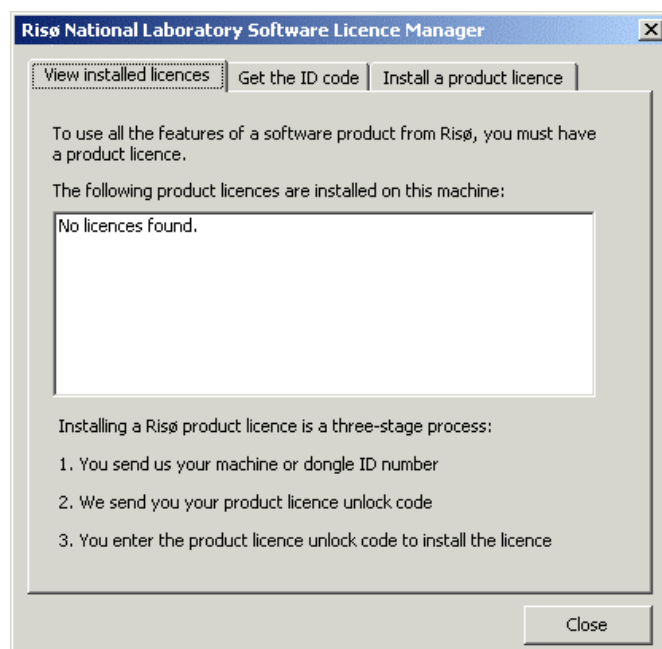 Risø National Laboratory Software Licence Manager
View installed licences
Get the ID code
Install a product licence
To use all the features of a software product from Risø, you must have
a product licence.
The following product licences are installed on this machine:
No licences found.
Installing a Risø product licence is a three-stage process:
1. You send us your machine or dongle ID number
2. We send you your product licence unlock code
3. You enter the product licence unlock code to install the licence
Close